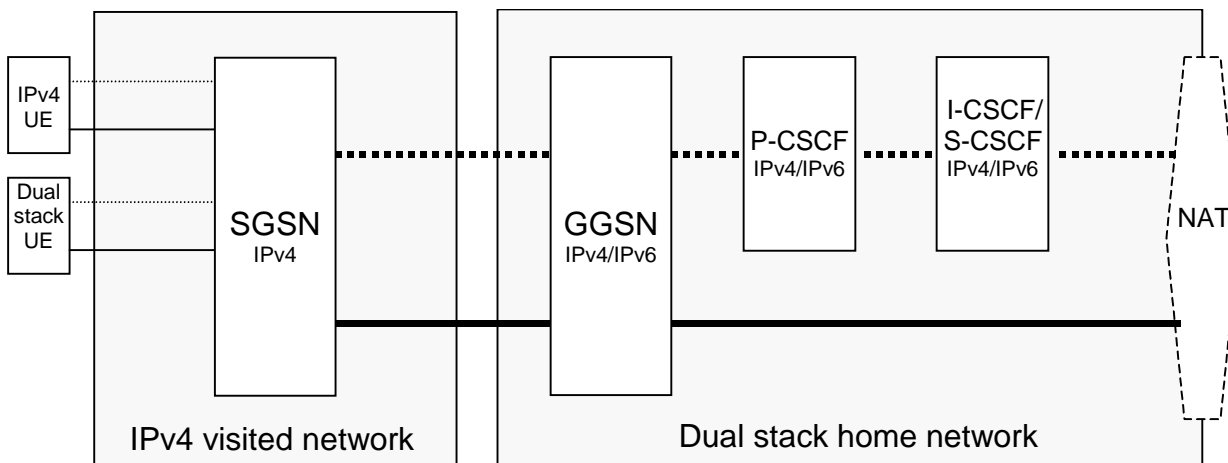 IPv4
UE
Dual
stack
UE
SGSN
IPv4
GGSN
IPv4/IPv6
P-CSCF
IPv4/IPv6
I-CSCF/
S-CSCF
IPv4/IPv6
NAT
IPv4 visited network
Dual stack home network